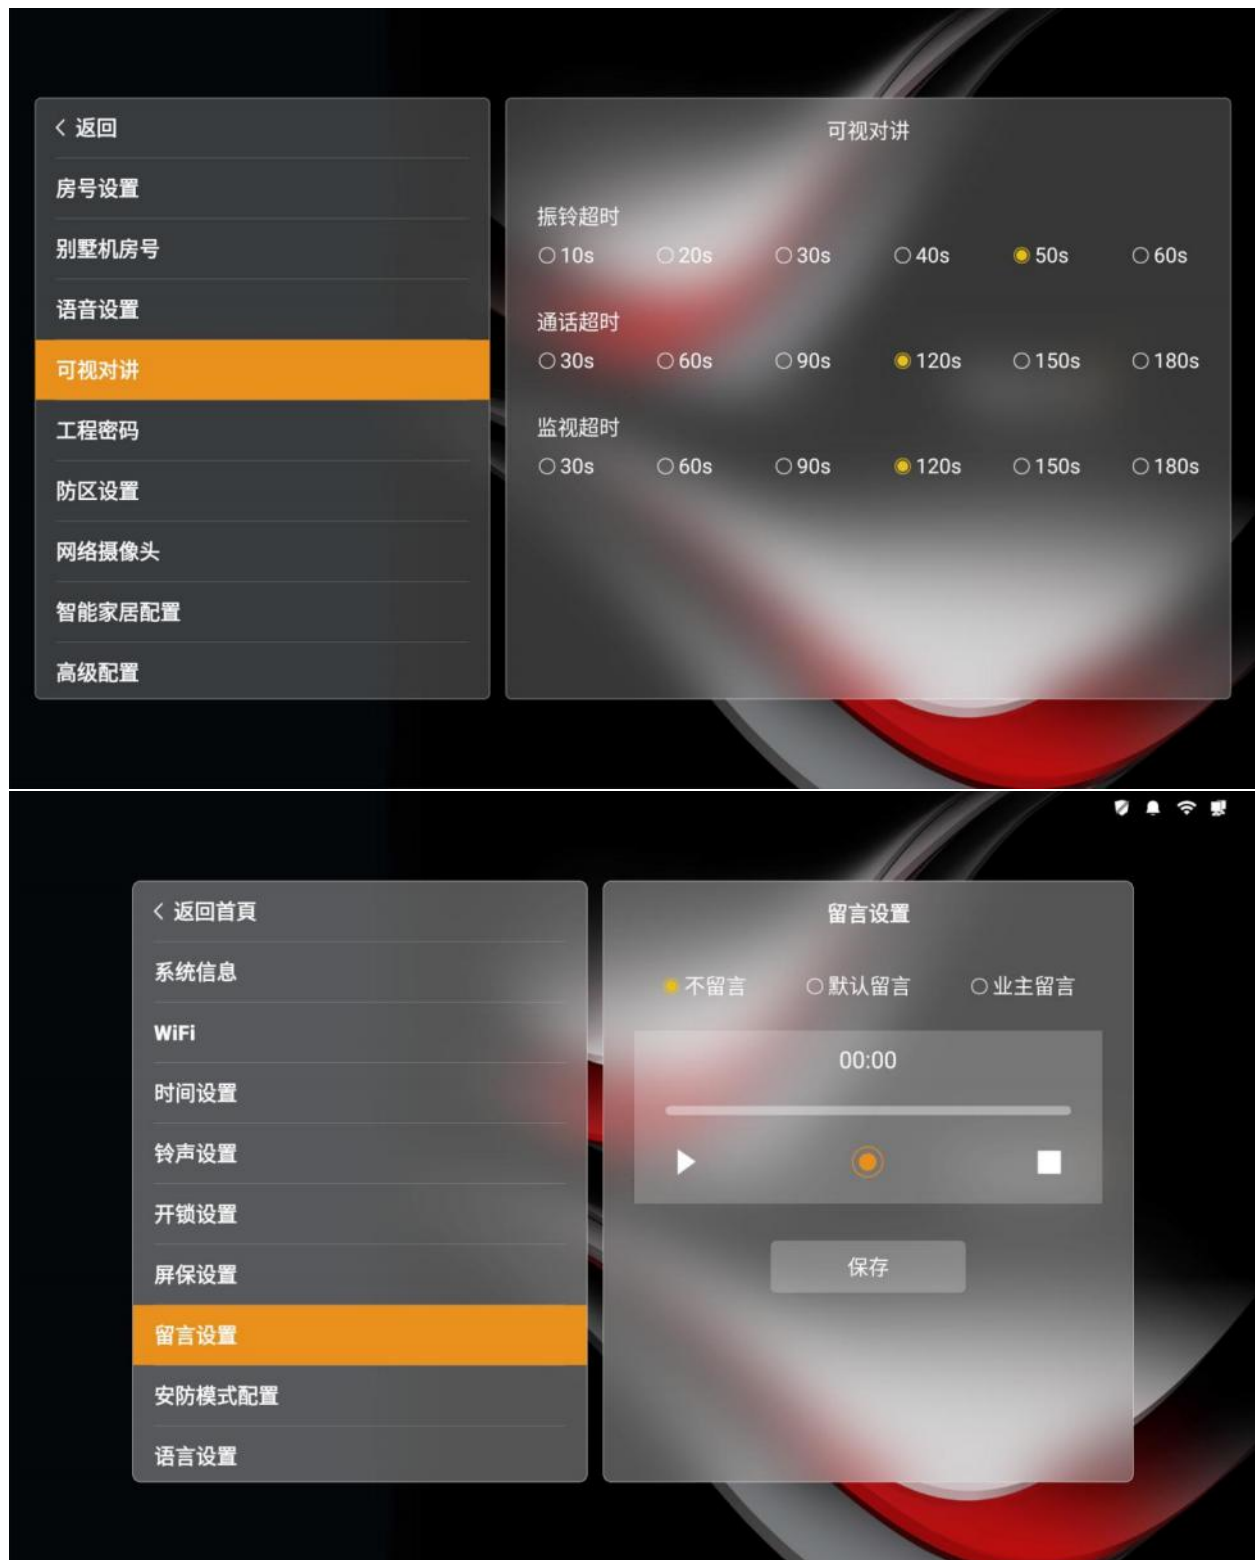 返回
房号设置
别墅机房号
语音设置
可视对讲
工程密码
防区设置
网络摄像头
智能家居配置
高级配置
可视对讲
振铃超时
10s 20s 30s 40s 50s 60s
通话超时
30s 60s 90s 120s 150s 180s
监视超时
30s 60s 90s 120s 150s 180s
返回首頁
系统信息
WiFi
时间设置
铃声设置
开锁设置
屏保设置
留言设置
安防模式配置
语言设置
留言设置
不留言 默认留言 业主留言
00:00
保存